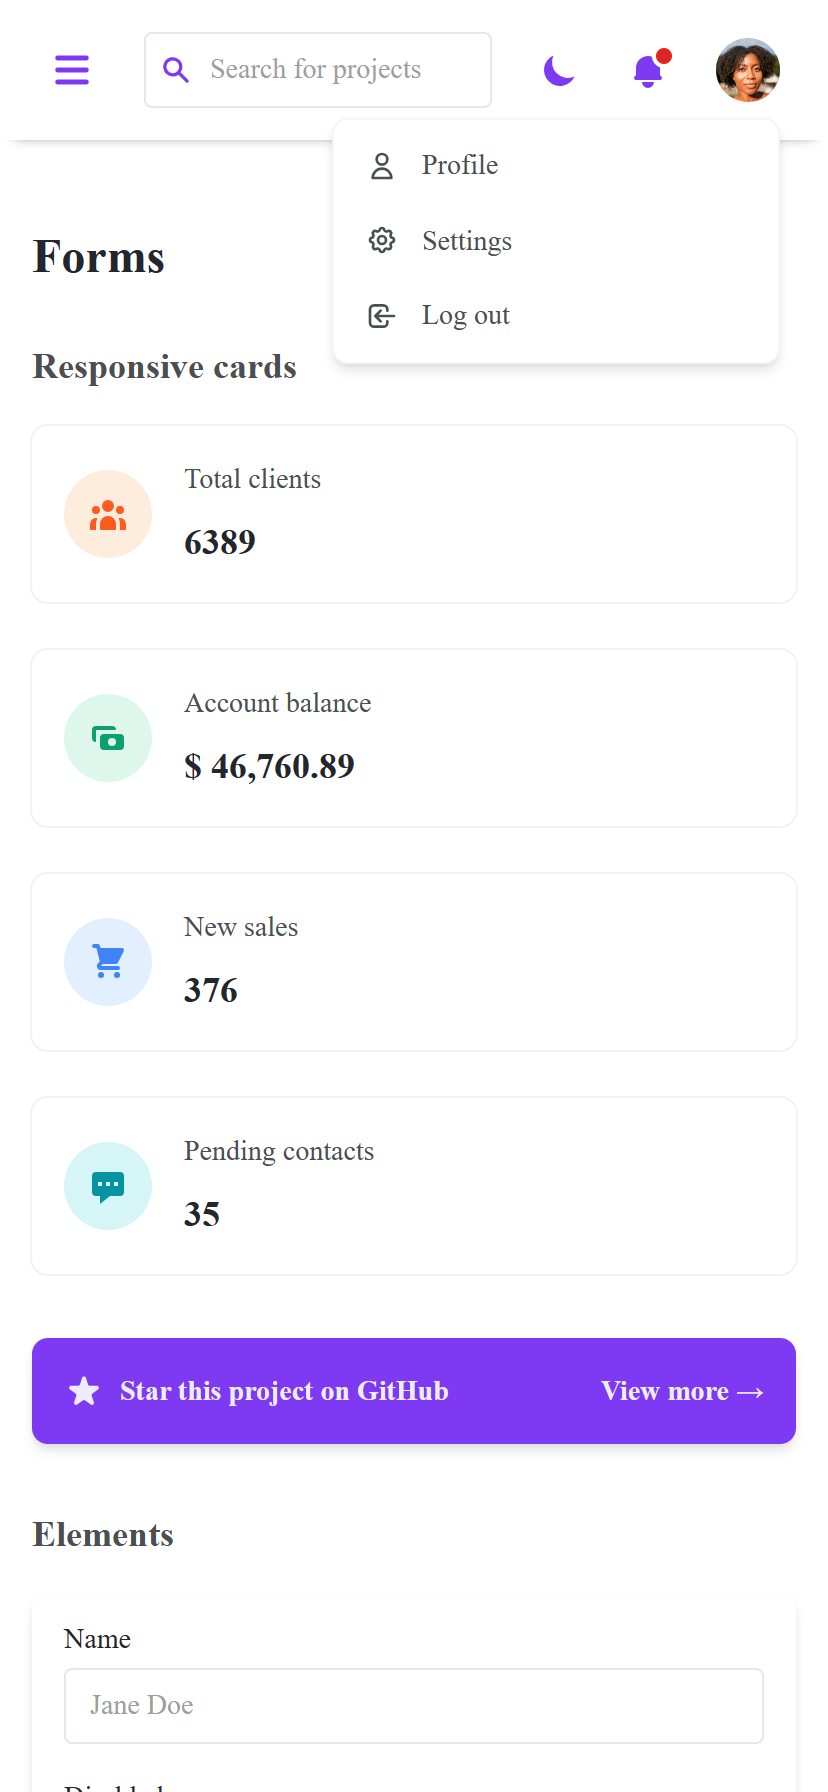 Search for projects
Profile
Settings
Log out
Forms
Responsive cards
Total clients
6389
Account balance
$ 46,760.89
New sales
376
Pending contacts
35
Star this project on GitHub
View more →
Elements
Name
Jane Doe